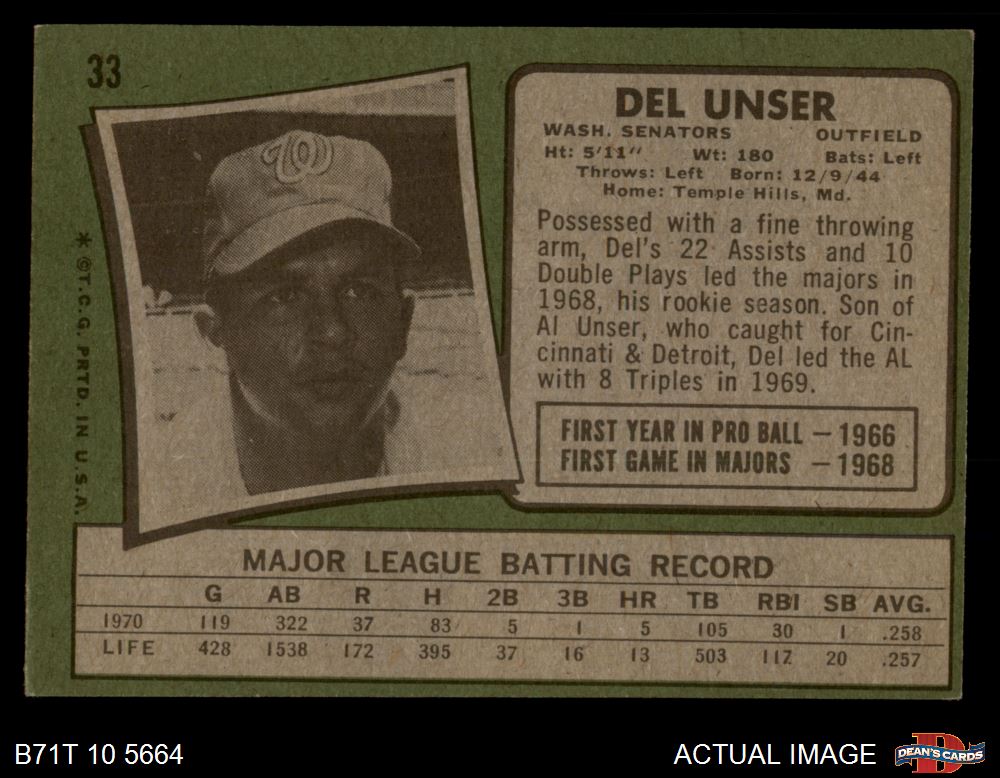 33
W
DEL UNSER
WASH. SENATORS OUTFIELD
Ht: 5'11" Wt: 180 Bats: Left
Throws: Left Born: 12/9/44
Home: Temple Hills, Md.
Possessed with a fine throwing
arm, Del's 22 Assists and 10
Double Plays led the majors in
1968, his rookie season. Son of
Al Unser, who caught for Cin-
cinnati & Detroit, Del led the AL
with 8 Triples in 1969.
FIRST YEAR IN PRO BALL – 1966
FIRST GAME IN MAJORS – 1968
* ©T.C.G. PRTD. IN U.S.A.
MAJOR LEAGUE BATTING RECORD
G AB R H 2B 3B HR TB RBI SB AVG.
1970 119 322 37 83 5 1 5 105 30 1 .258
LIFE 428 1538 172 395 37 16 13 503 117 20 .257
B71T 10 5664
ACTUAL IMAGE
D
DEAN'S CARDS